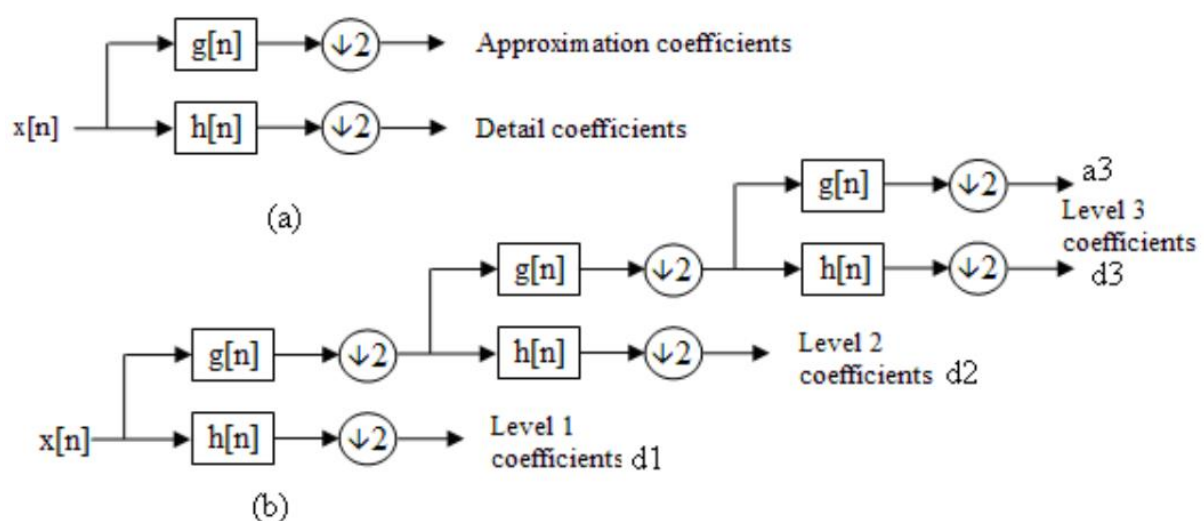 g[n] ↓2 Approximation coefficients
x[n] h[n] ↓2 Detail coefficients
(a)
g[n] ↓2 a3
Level 3
coefficients
g[n] ↓2 h[n] ↓2 d3
g[n] ↓2 h[n] ↓2 Level 2
coefficients d2
x[n] h[n] ↓2 Level 1
coefficients d1
(b)